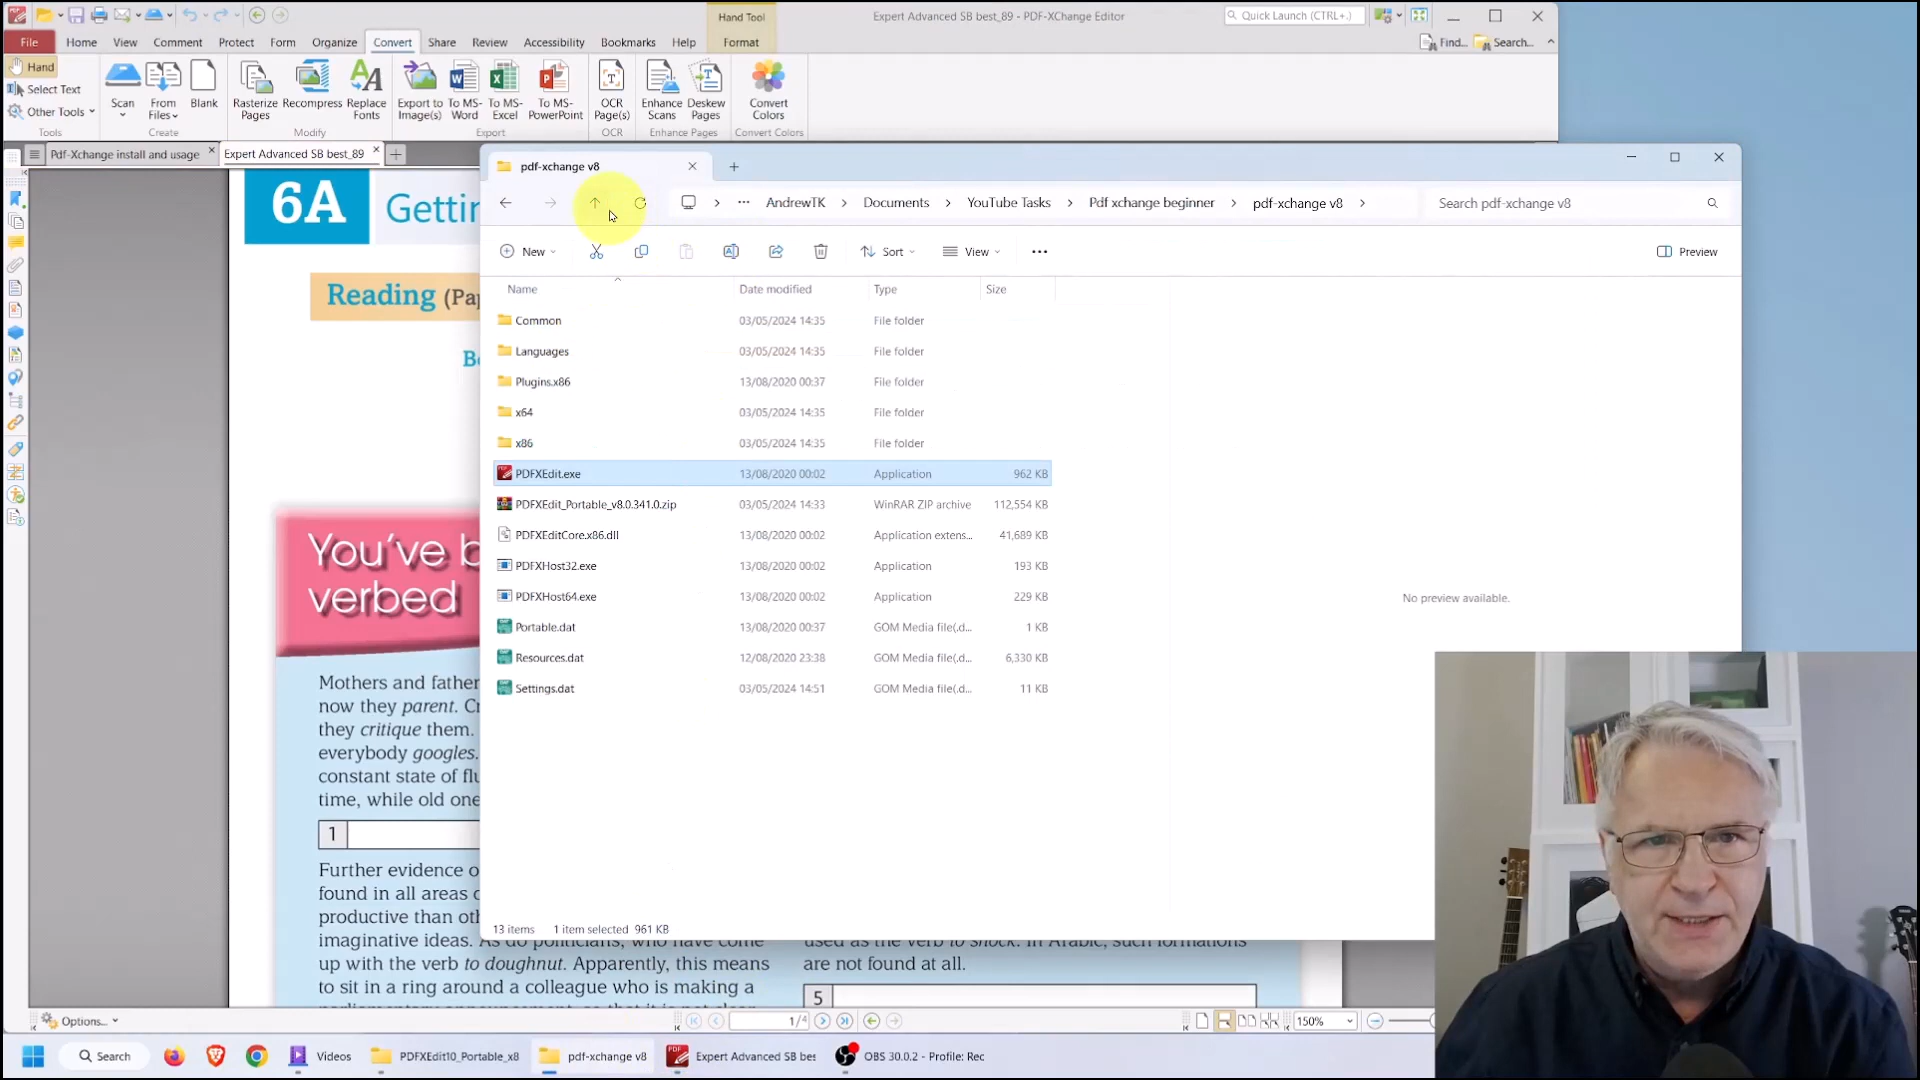 Hand Tool
Expert Advanced SB best_89 - PDF-XChange Editor
Quick Launch (CTRL+.)
File
Home
View
Comment
Protect
Form
Organize
Convert
Share
Review
Accessibility
Bookmarks
Help
Format
Find...
Search...
Hand
Select Text
Other Tools
Tools
Scan
From Files
Blank
Create
Rasterize Pages
Recompress
Replace Fonts
Modify
Export to Image(s)
To MS-Word
To MS-Excel
To MS-PowerPoint
Export
OCR Page(s)
OCR
Enhance Scans
Deskew Pages
Enhance Pages
Convert Colors
Convert Colors
Pdf-Xchange install and usage
Expert Advanced SB best_89
6A
Reading
You've b
verbed
Mothers and father
now they parent.
they critique them.
everybody googles.
constant state of
time, while old one
1
Further evidence o
found in all areas
productive than
imaginative ideas. As do politicians, who have come
up with the verb to doughnut. Apparently, this means
to sit in a ring around a colleague who is making a
used as the verb to shock. In Arabic, such formations
are not found at all.
5
pdf-xchange v8
AndrewTK
Documents
YouTube Tasks
Pdf xchange beginner
pdf-xchange v8
Search pdf-xchange v8
New
Sort
View
Preview
Name Date modified Type Size
Common 03/05/2024 14:35 File folder
Languages 03/05/2024 14:35 File folder
Plugins.x86 13/08/2020 00:37 File folder
x64 03/05/2024 14:35 File folder
x86 03/05/2024 14:35 File folder
PDFXEdit.exe 13/08/2020 00:02 Application 962 KB
PDFXEdit_Portable_v8.0.341.0.zip 03/05/2024 14:33 WinRAR ZIP archive 112,554 KB
PDFXEditCore.x86.dll 13/08/2020 00:02 Application extens... 41,689 KB
PDFXHost32.exe 13/08/2020 00:02 Application 193 KB
PDFXHost64.exe 13/08/2020 00:02 Application 229 KB
Portable.dat 13/08/2020 00:37 GOM Media file(.d... 1 KB
Resources.dat 12/08/2020 23:38 GOM Media file(.d... 6,330 KB
Settings.dat 03/05/2024 14:51 GOM Media file(.d... 11 KB
No preview available.
13 items 1 item selected 961 KB
Options...
1/4
150%
Search
Videos
PDFXEdit10_Portable_x8
pdf-xchange v8
Expert Advanced SB bes
OBS 30.0.2 - Profile: Rec